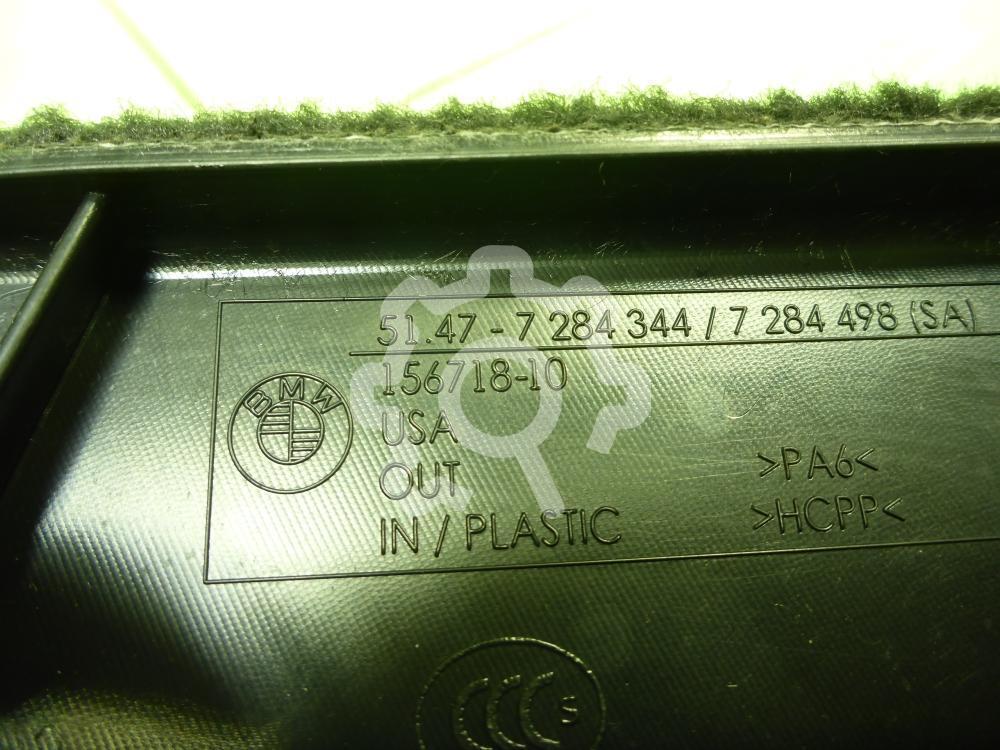 51.47 - 7 284 344 / 7 284 498 (SA)
156718-10
BMW
USA
OUT
>PA6<
>HCPP<
IN / PLASTIC
CCC S